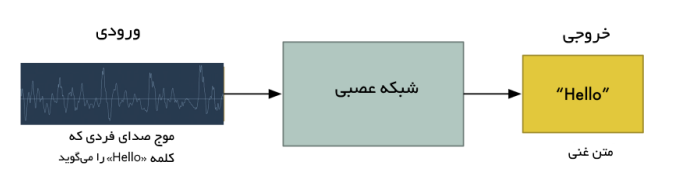 ورودی
موج صدای فردی که
کلمه «Hello» را می‌گوید
شبکه عصبی
خروجی
“Hello”
متن غنی